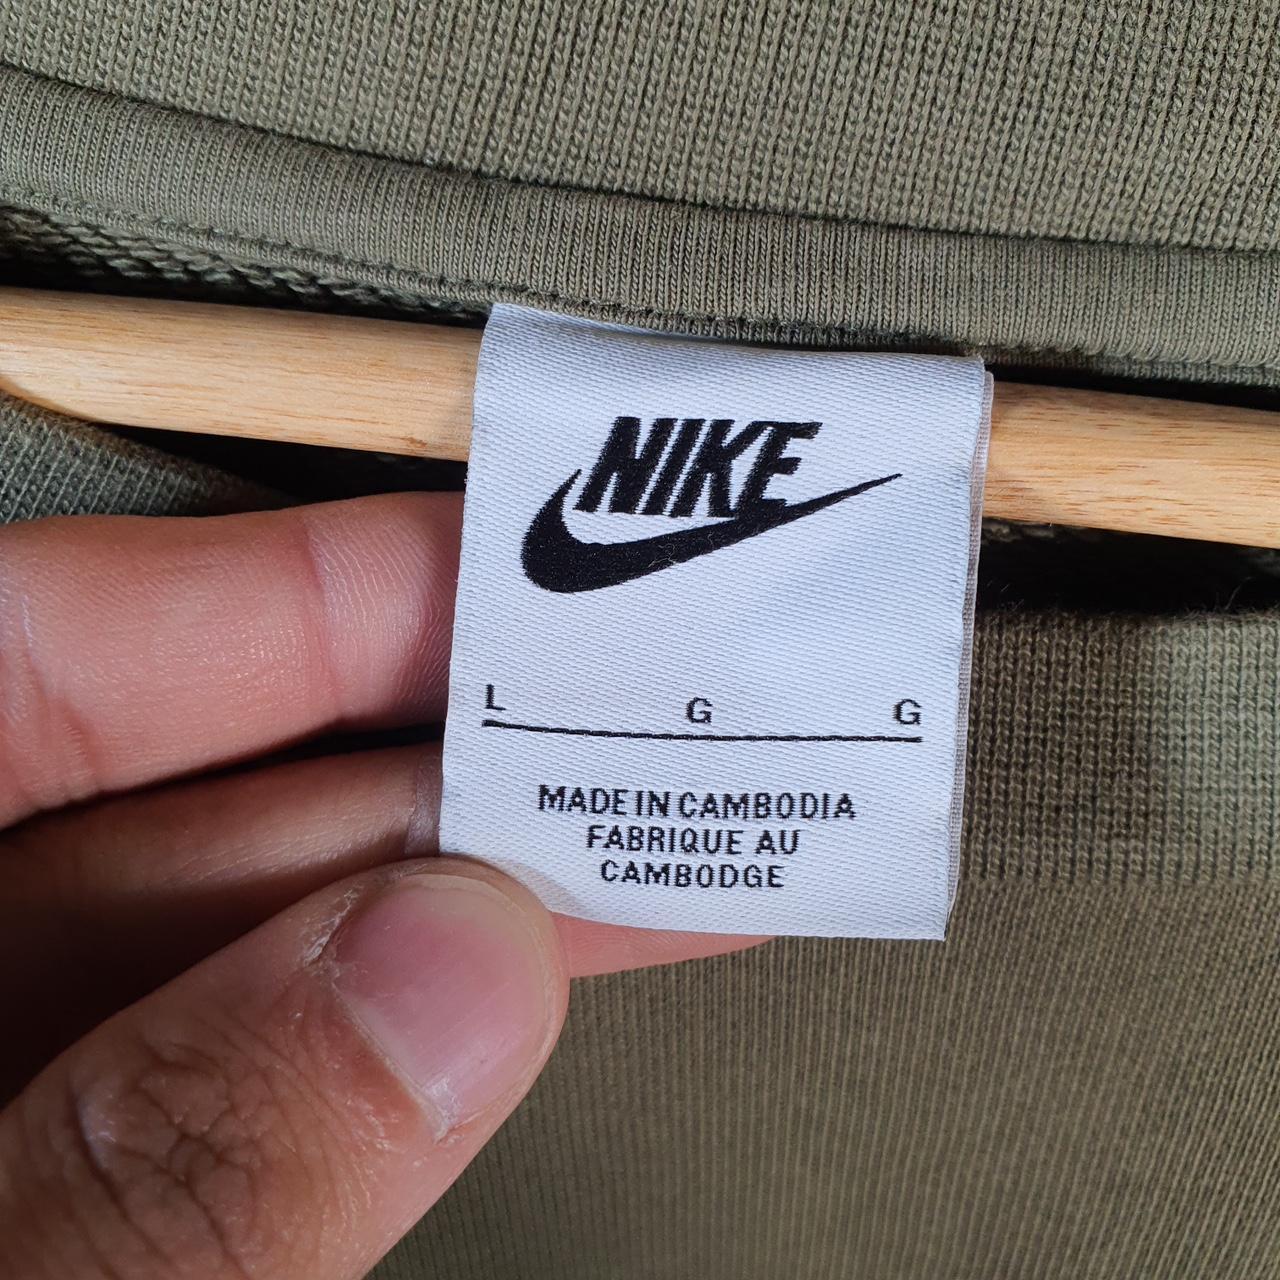 NIKE
L G G
MADE IN CAMBODIA
FABRIQUE AU
CAMBODGE